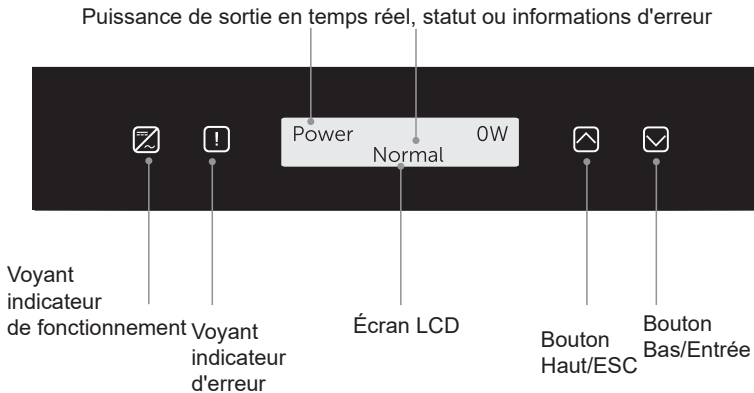 Puissance de sortie en temps réel, statut ou informations d'erreur
Power 0W
Normal
Voyant
indicateur
de fonctionnement
Voyant
indicateur
d'erreur
Écran LCD
Bouton
Haut/ESC
Bouton
Bas/Entrée